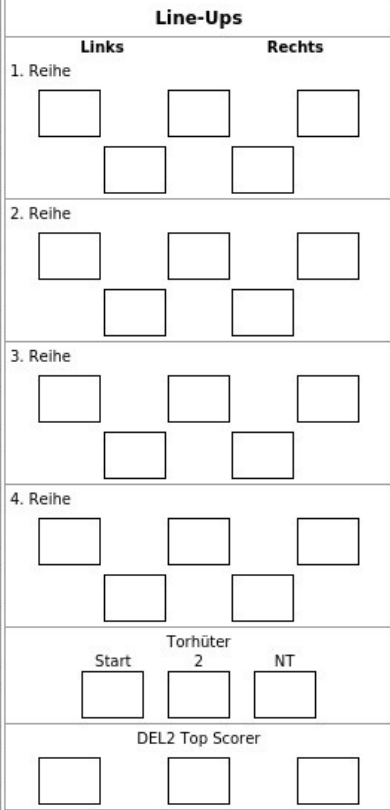 Line-Ups
Links Rechts
1. Reihe
2. Reihe
3. Reihe
4. Reihe
Torhüter
Start 2 NT
DEL2 Top Scorer